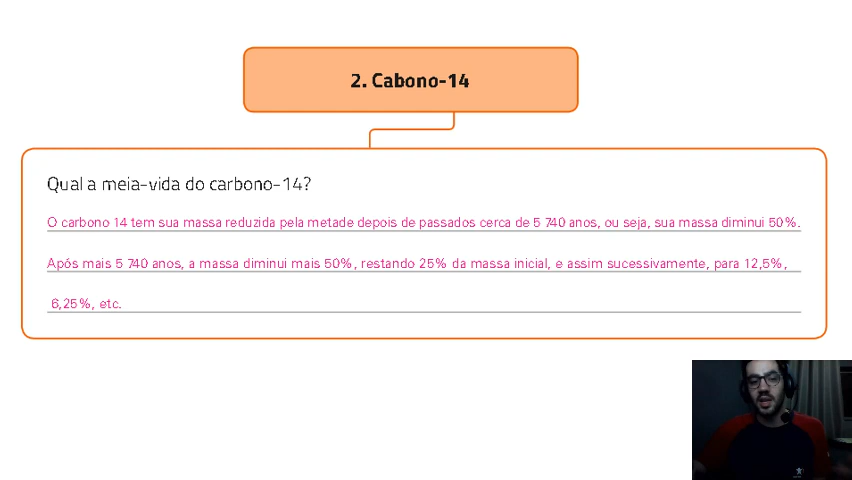 2. Cabono-14
Qual a meia-vida do carbono-14?
O carbono 14 tem sua massa reduzida pela metade depois de passados cerca de 5 740 anos, ou seja, sua massa diminui 50%.
Após mais 5 740 anos, a massa diminui mais 50%, restando 25% da massa inicial, e assim sucessivamente, para 12,5%,
6,25%, etc.